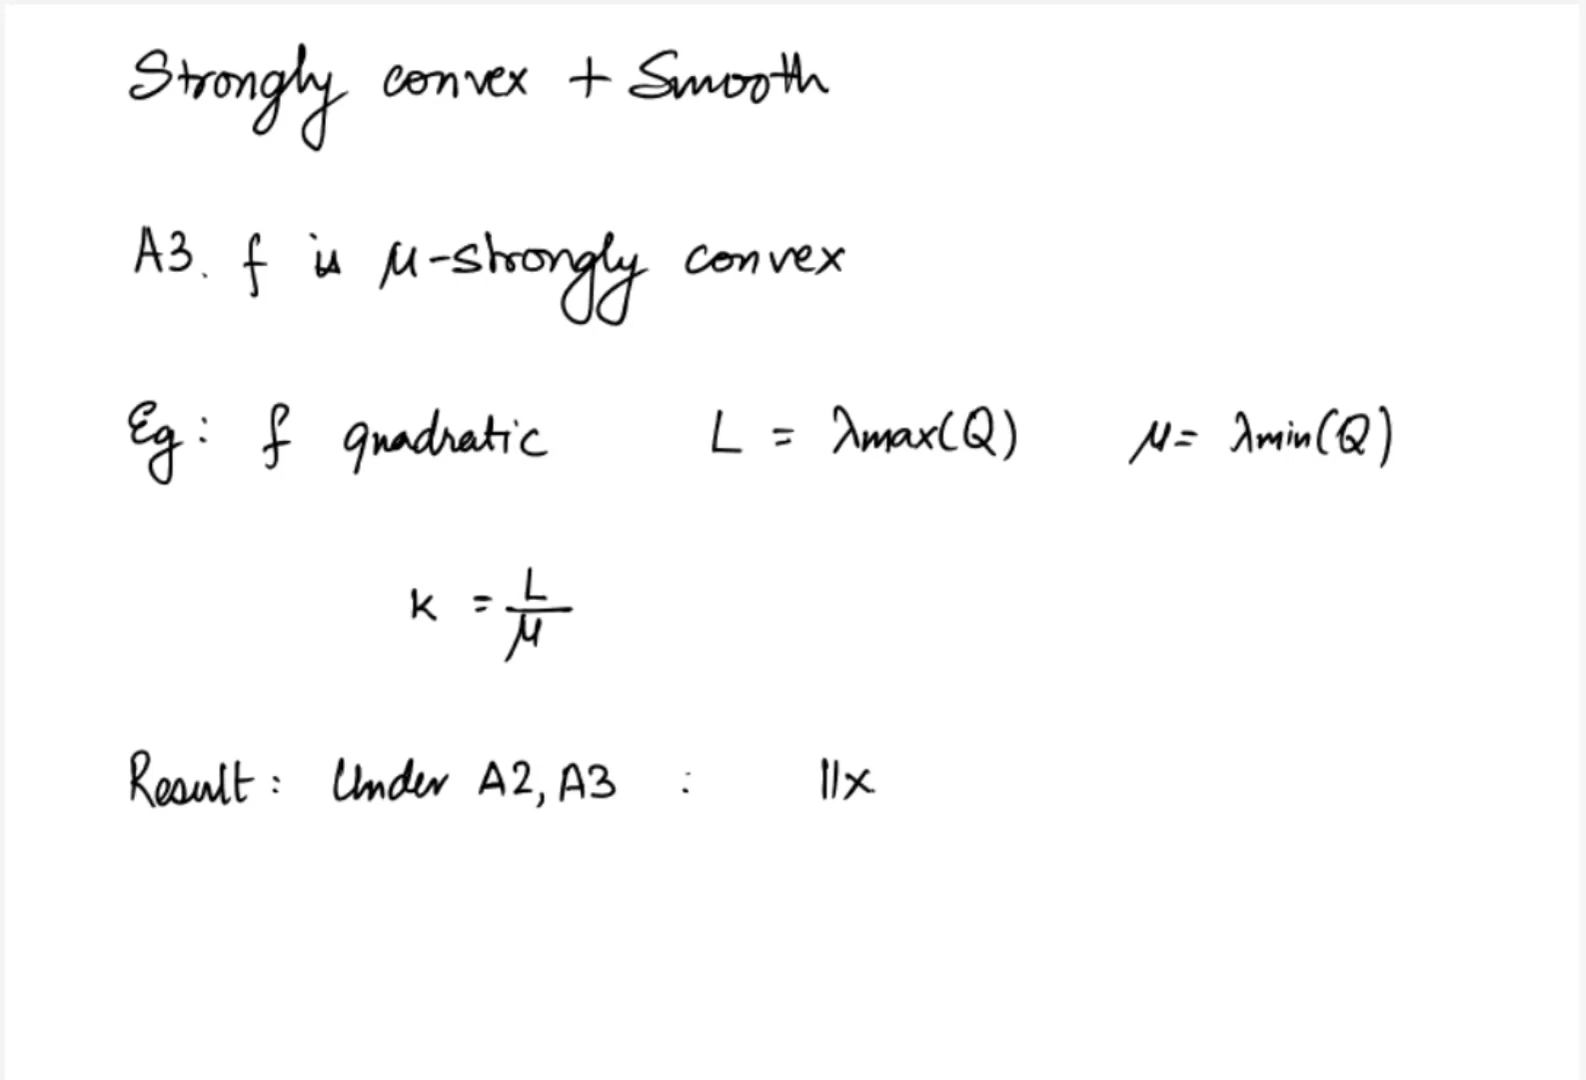 Strongly convex + Smooth
A3. f is μ-strongly convex
Eg: f quadratic L = λmax(Q) μ = λmin(Q)
κ = L/μ
Result: Under A2, A3 : ||x